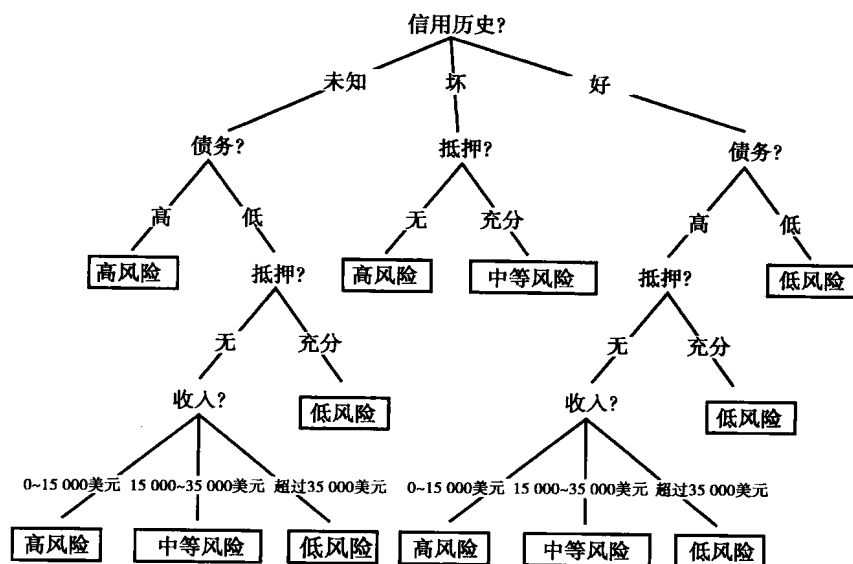 信用历史?
未知 坏 好
债务? 抵押? 债务?
高 低 无 充分 高 低
高风险 抵押? 高风险 中等风险 抵押? 低风险
无 充分 无 充分
收入? 低风险 收入? 低风险
0~15 000美元 15 000~35 000美元 超过35 000美元 0~15 000美元 15 000~35 000美元 超过35 000美元
高风险 中等风险 低风险 高风险 中等风险 低风险